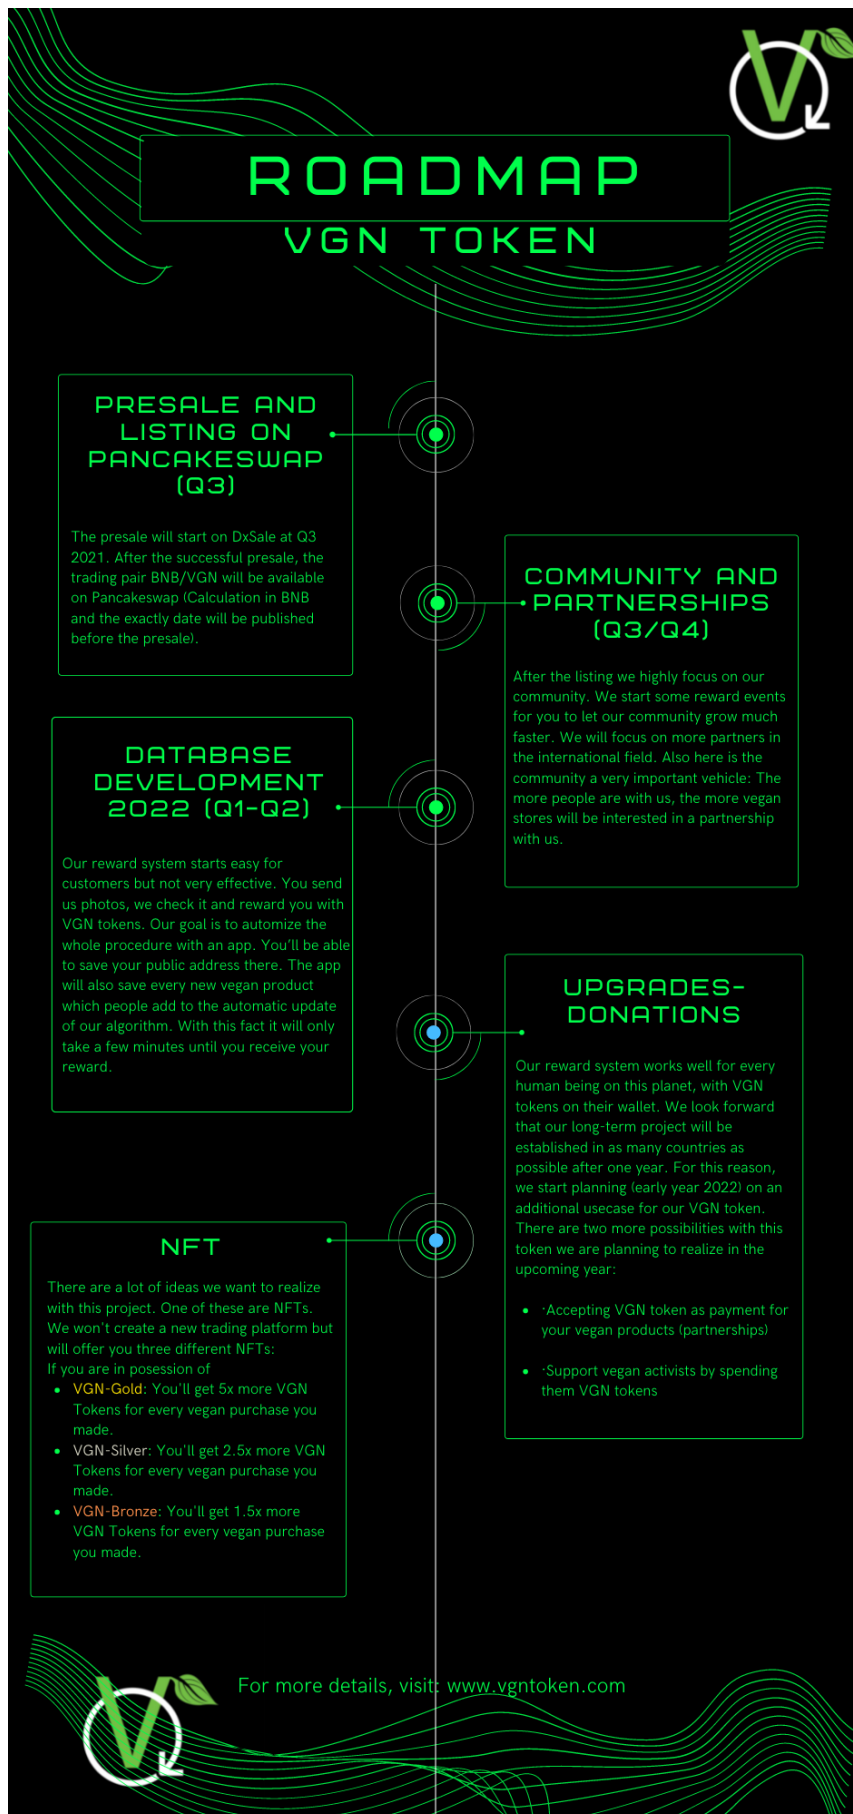 ROADMAP
VGN TOKEN
PRESALE AND
LISTING ON
PANCAKESWAP
(Q3)
The presale will start on DxSale at Q3
2021. After the successful presale, the
trading pair BNB/VGN will be available
on Pancakeswap (Calculation in BNB
and the exactly date will be published
before the presale).
COMMUNITY AND
PARTNERSHIPS
(Q3/Q4)
After the listing we highly focus on our
community. We start some reward events
for you to let our community grow much
faster. We will focus on more partners in
the international field. Also here is the
community a very important vehicle: The
more people are with us, the more vegan
stores will be interested in a partnership
with us.
DATABASE
DEVELOPMENT
2022 (Q1-Q2)
Our reward system starts easy for
customers but not very effective. You send
us photos, we check it and reward you with
VGN tokens. Our goal is to automize the
whole procedure with an app. You'll be able
to save your public address there. The app
will also save every new vegan product
which people add to the automatic update
of our algorithm. With this fact it will only
take a few minutes until you receive your
reward.
UPGRADES-
DONATIONS
Our reward system works well for every
human being on this planet, with VGN
tokens on their wallet. We look forward
that our long-term project will be
established in as many countries as
possible after one year. For this reason,
we start planning (early year 2022) on an
additional usecase for our VGN token.
There are two more possibilities with this
token we are planning to realize in the
upcoming year:
• ·Accepting VGN token as payment for
your vegan products (partnerships)
• ·Support vegan activists by spending
them VGN tokens
NFT
There are a lot of ideas we want to realize
with this project. One of these are NFTs.
We won't create a new trading platform but
will offer you three different NFTs:
If you are in posession of
• VGN-Gold: You'll get 5x more VGN
Tokens for every vegan purchase you
made.
• VGN-Silver: You'll get 2.5x more VGN
Tokens for every vegan purchase you
made.
• VGN-Bronze: You'll get 1.5x more
VGN Tokens for every vegan purchase
you made.
For more details, visit: www.vgntoken.com